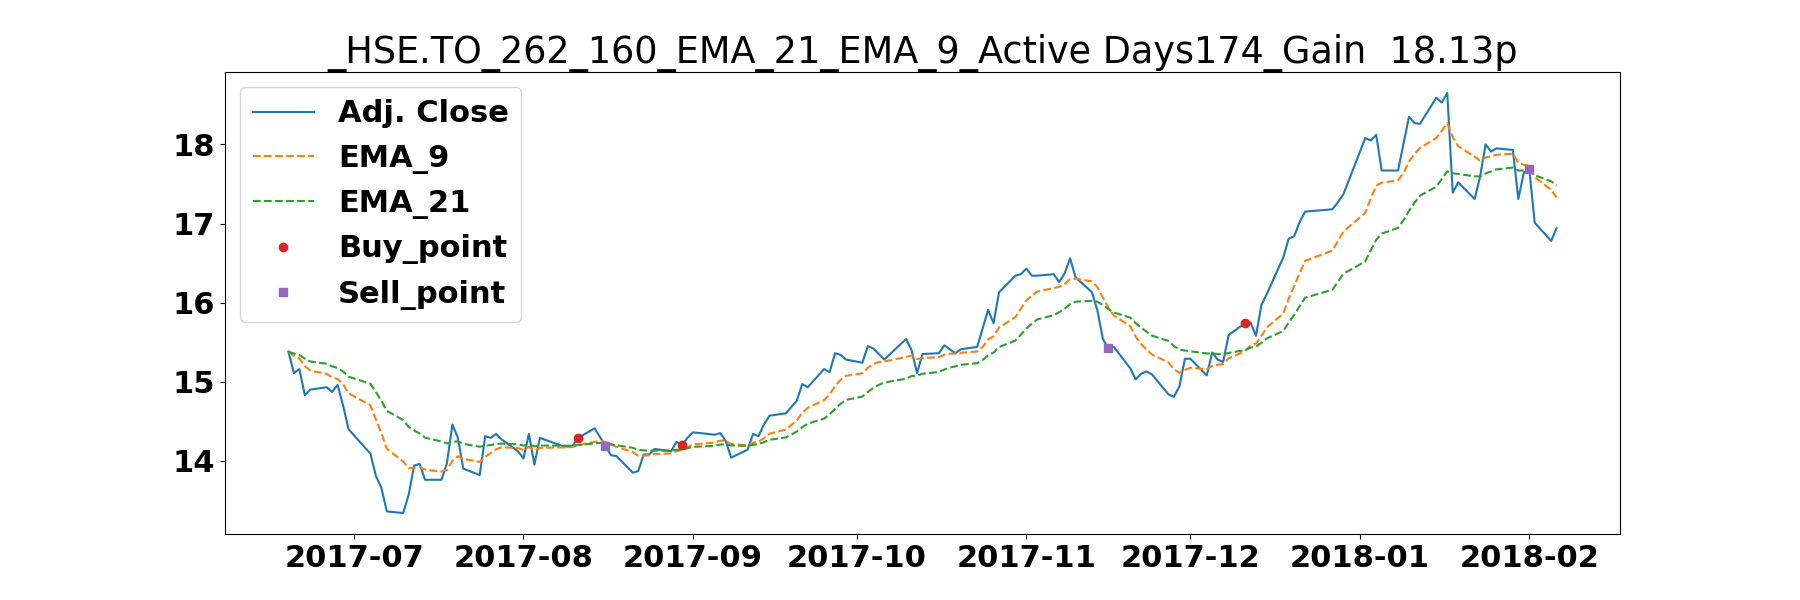 _HSE.TO_262_160_EMA_21_EMA_9_Active Days174_Gain  18.13p
Adj. Close
EMA_9
EMA_21
Buy_point
Sell_point
18
17
16
15
14
2017-07 2017-08 2017-09 2017-10 2017-11 2017-12 2018-01 2018-02